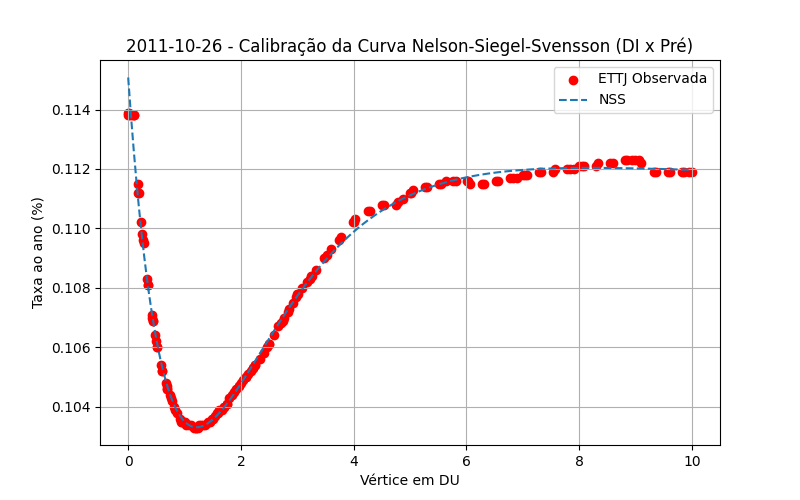 2011-10-26 - Calibração da Curva Nelson-Siegel-Svensson (DI x Pré)
ETTJ Observada
NSS
Taxa ao ano (%)
0.114
0.112
0.110
0.108
0.106
0.104
0 2 4 6 8 10
Vértice em DU